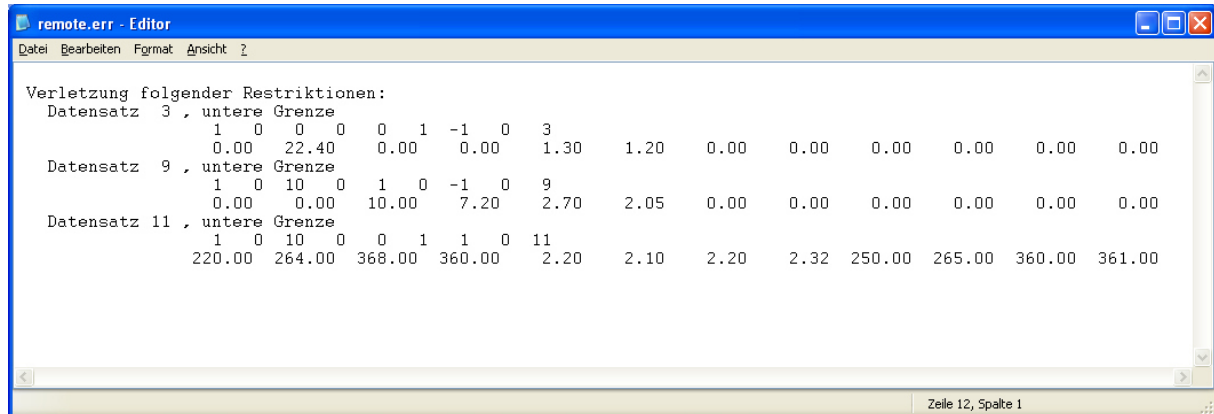 remote.err - Editor
Datei Bearbeiten Format Ansicht ?
Verletzung folgender Restriktionen:
Datensatz 3 , untere Grenze
1 0 0 0 0 1 -1 0 3
0.00 22.40 0.00 0.00 1.30 1.20 0.00 0.00 0.00 0.00 0.00 0.00
Datensatz 9 , untere Grenze
1 0 10 0 1 0 -1 0 9
0.00 0.00 10.00 7.20 2.70 2.05 0.00 0.00 0.00 0.00 0.00 0.00
Datensatz 11 , untere Grenze
1 0 10 0 0 1 1 0 11
220.00 264.00 368.00 360.00 2.20 2.10 2.20 2.32 250.00 265.00 360.00 361.00
Zeile 12, Spalte 1